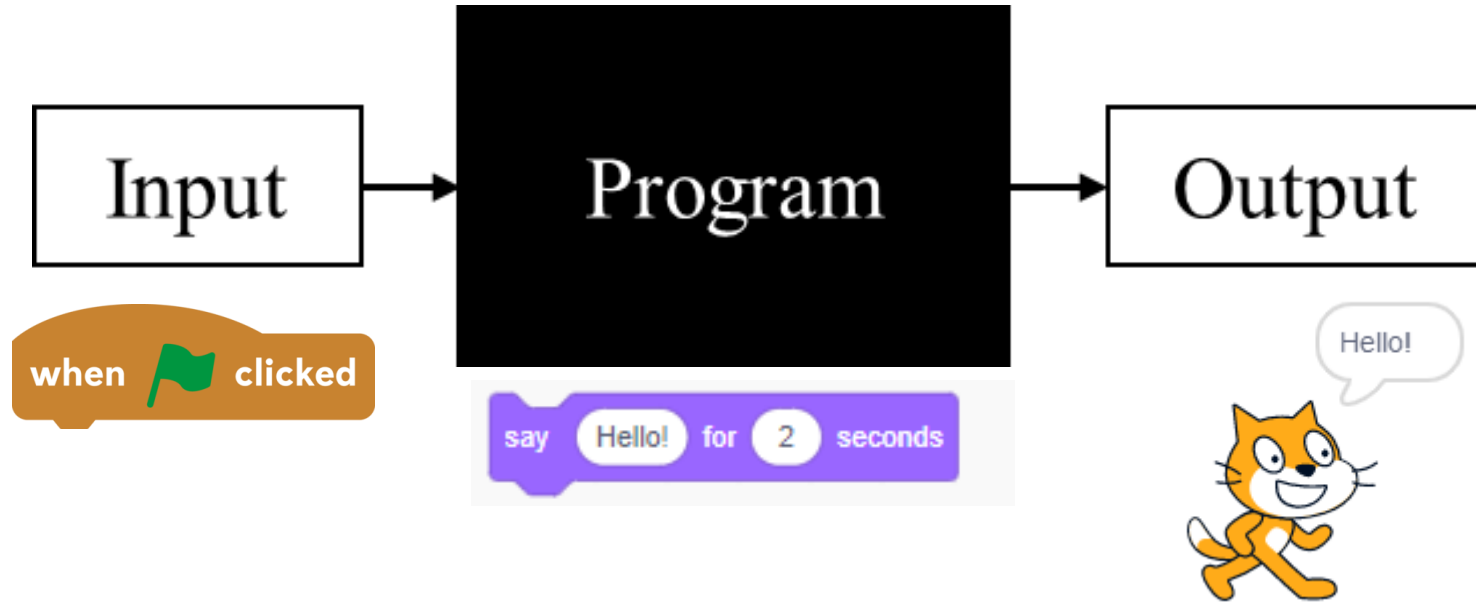 Input
Program
Output
when clicked
say Hello! for 2 seconds
Hello!